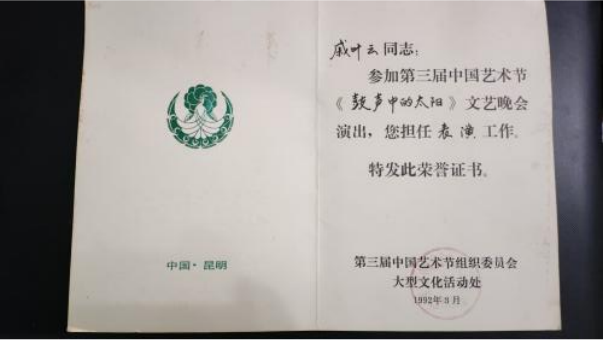 中国·昆明
戚叶云同志：
参加第三届中国艺术节
《鼓声中的太阳》文艺晚会
演出，您担任表演工作。
特发此荣誉证书。
第三届中国艺术节组织委员会
大型文化活动处
1992年3月